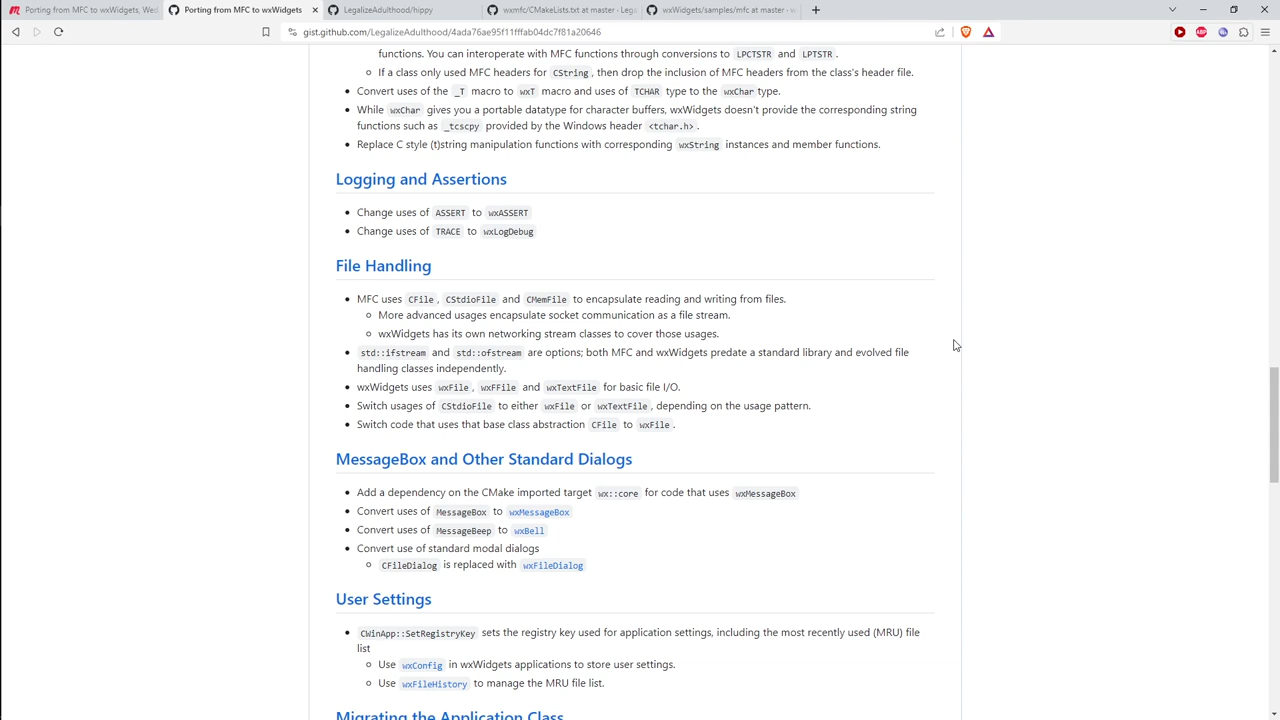 Porting from MFC to wxWidgets, Wed
Porting from MFC to wxWidgets
LegalizeAdulthood/hippy
wxmfc/CMakeLists.txt at master · Lega
wxWidgets/samples/mfc at master · w
gist.github.com/LegalizeAdulthood/4ada76ae95f11fffab04dc7f81a20646
functions. You can interoperate with MFC functions through conversions to LPCTSTR and LPTSTR.
If a class only used MFC headers for CString, then drop the inclusion of MFC headers from the class's header file.
Convert uses of the _T macro to wxT macro and uses of TCHAR type to the wxChar type.
While wxChar gives you a portable datatype for character buffers, wxWidgets doesn't provide the corresponding string
functions such as _tcscpy provided by the Windows header <tchar.h>.
Replace C style (t)string manipulation functions with corresponding wxString instances and member functions.
Logging and Assertions
Change uses of ASSERT to wxASSERT
Change uses of TRACE to wxLogDebug
File Handling
MFC uses CFile, CStdioFile and CMemFile to encapsulate reading and writing from files.
More advanced usages encapsulate socket communication as a file stream.
wxWidgets has its own networking stream classes to cover those usages.
std::ifstream and std::ofstream are options; both MFC and wxWidgets predate a standard library and evolved file
handling classes independently.
wxWidgets uses wxFile, wxFFile and wxTextFile for basic file I/O.
Switch usages of CStdioFile to either wxFile or wxTextFile, depending on the usage pattern.
Switch code that uses that base class abstraction CFile to wxFile.
MessageBox and Other Standard Dialogs
Add a dependency on the CMake imported target wx::core for code that uses wxMessageBox
Convert uses of MessageBox to wxMessageBox
Convert uses of MessageBeep to wxBell
Convert use of standard modal dialogs
CFileDialog is replaced with wxFileDialog
User Settings
CWinApp::SetRegistryKey sets the registry key used for application settings, including the most recently used (MRU) file
list
Use wxConfig in wxWidgets applications to store user settings.
Use wxFileHistory to manage the MRU file list.
Migrating the Application Class